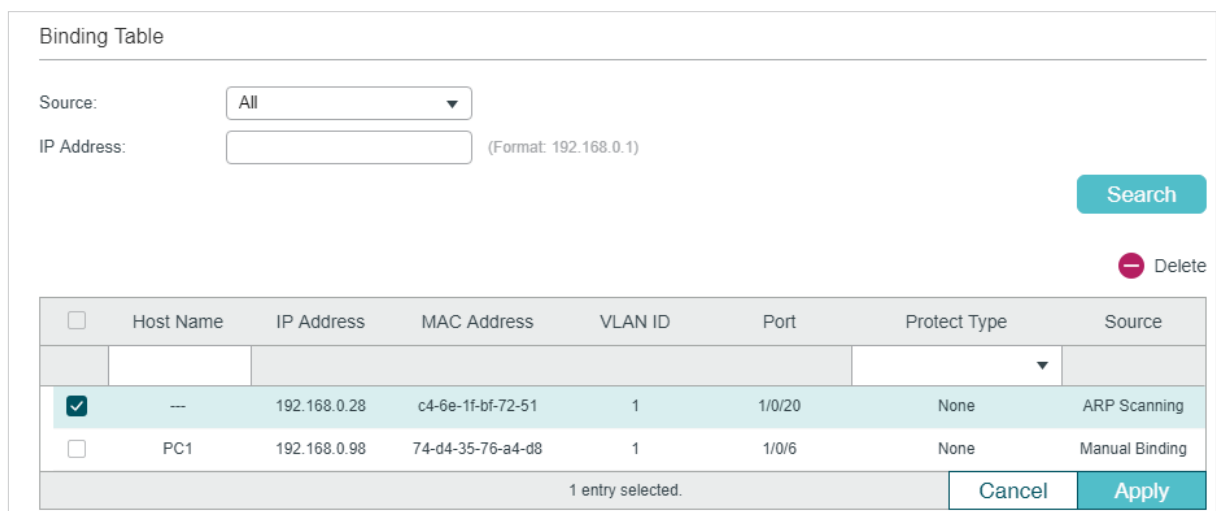 Binding Table
Source: All
IP Address: (Format: 192.168.0.1)
Search
Delete
Host Name IP Address MAC Address VLAN ID Port Protect Type Source
--- 192.168.0.28 c4-6e-1f-bf-72-51 1 1/0/20 None ARP Scanning
PC1 192.168.0.98 74-d4-35-76-a4-d8 1 1/0/6 None Manual Binding
1 entry selected. Cancel Apply